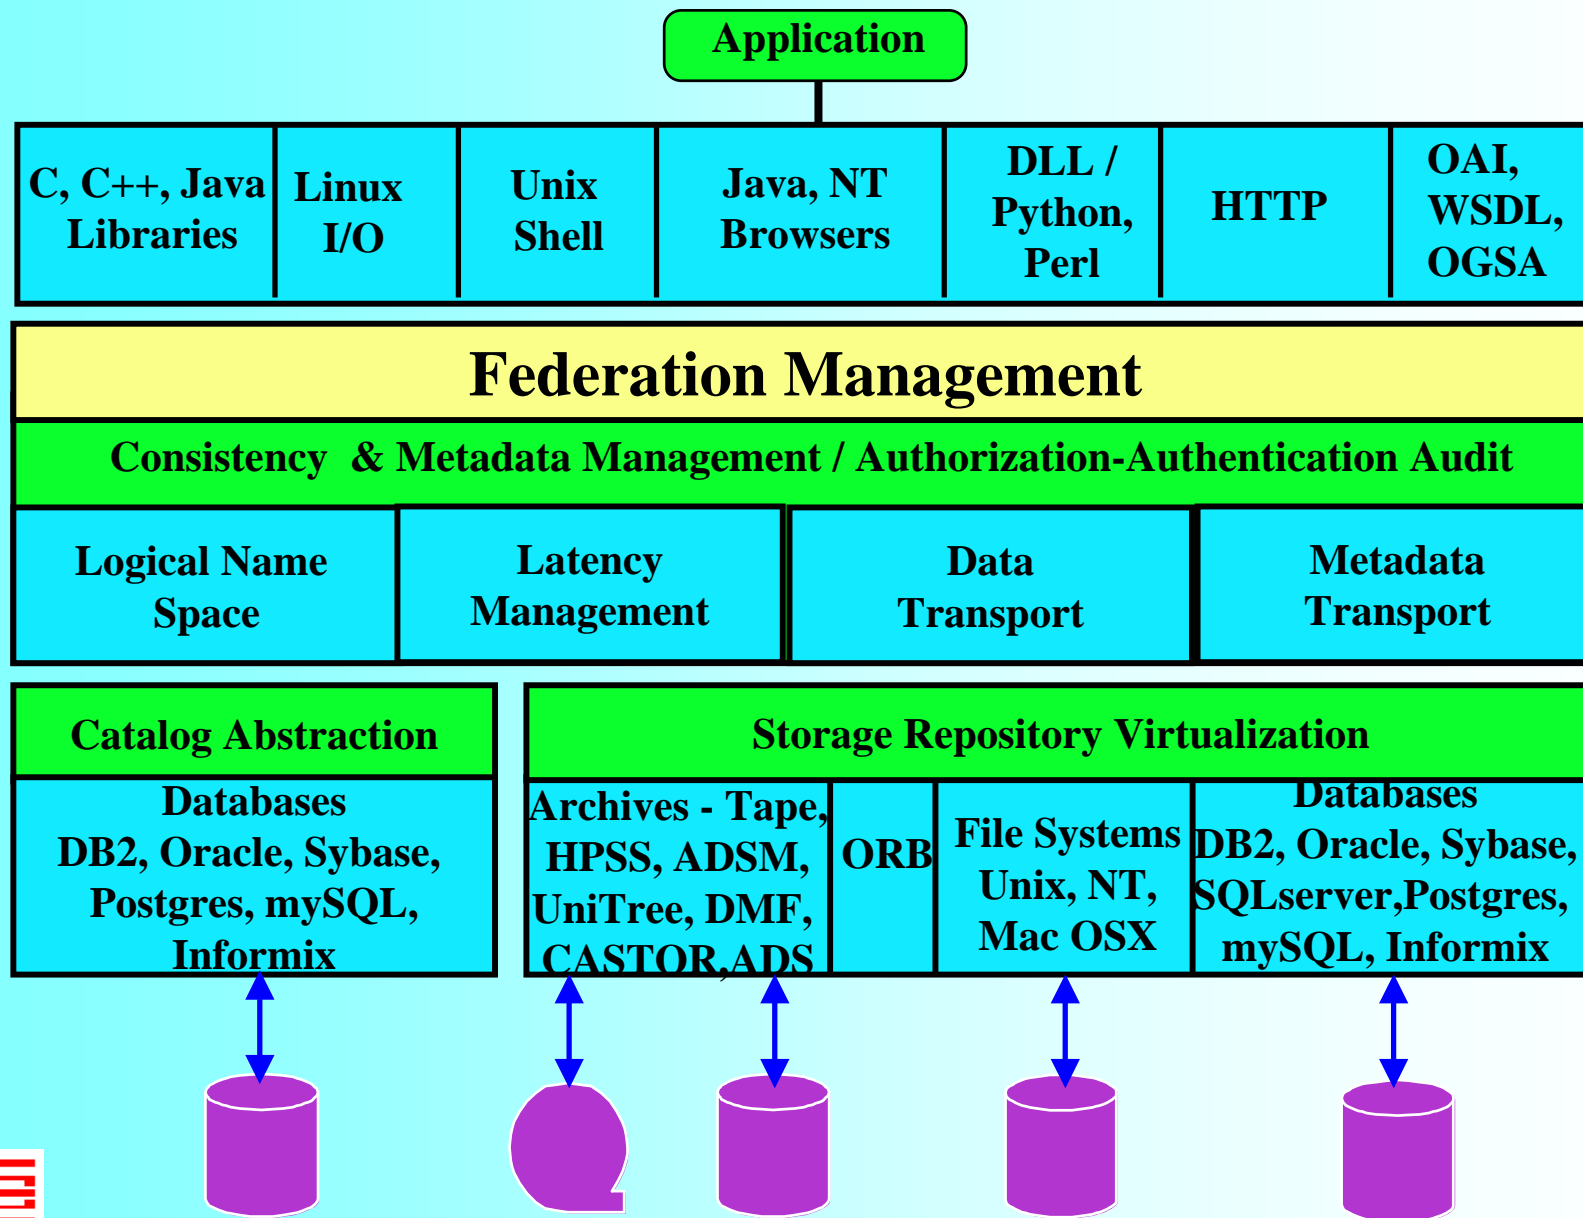 Application
C, C++, Java
Libraries
Linux
I/O
Unix
Shell
Java, NT
Browsers
DLL /
Python,
Perl
HTTP
OAI,
WSDL,
OGSA
Federation Management
Consistency & Metadata Management / Authorization-Authentication Audit
Logical Name
Space
Latency
Management
Data
Transport
Metadata
Transport
Catalog Abstraction
Storage Repository Virtualization
Databases
DB2, Oracle, Sybase,
Postgres, mySQL,
Informix
Archives - Tape,
HPSS, ADSM,
UniTree, DMF,
CASTOR,ADS
ORB
File Systems
Unix, NT,
Mac OSX
Databases
DB2, Oracle, Sybase,
SQLserver,Postgres,
mySQL, Informix